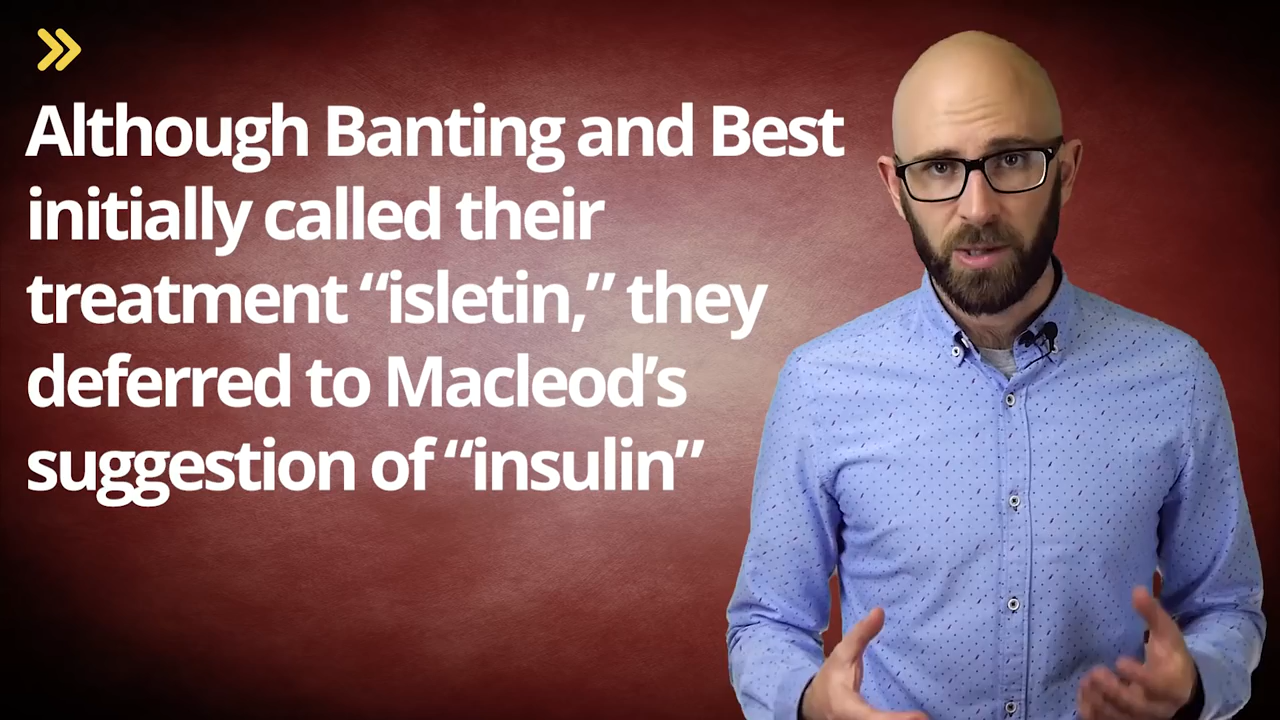 Although Banting and Best
initially called their
treatment “isletin,” they
deferred to Macleod’s
suggestion of “insulin”